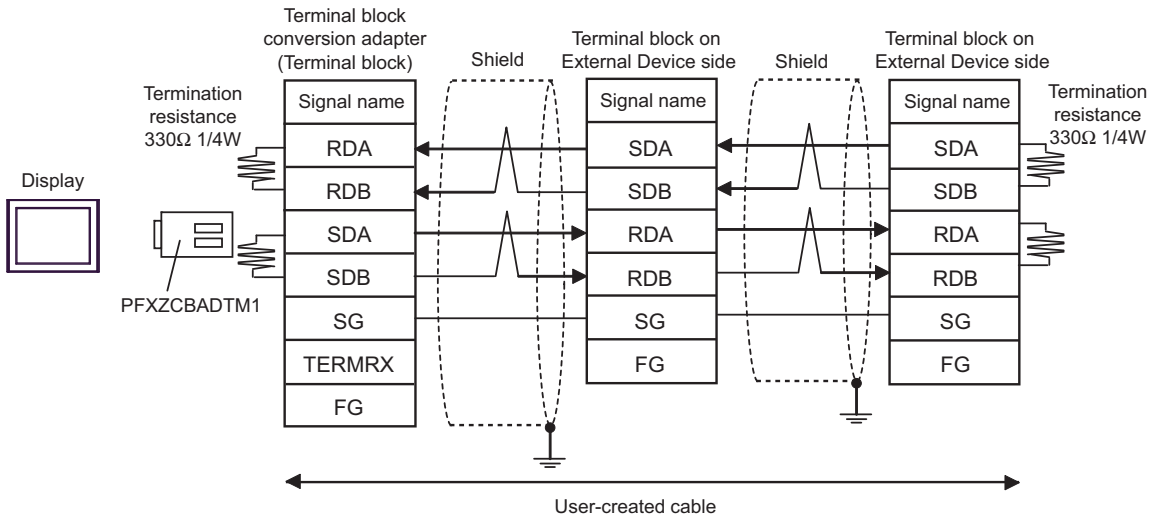 Terminal block
conversion adapter
(Terminal block)
Shield
Terminal block on
External Device side
Shield
Terminal block on
External Device side
Termination
resistance
330Ω 1/4W
Signal name
RDA
RDB
SDA
SDB
SG
TERMRX
FG
Signal name
SDA
SDB
RDA
RDB
SG
FG
Signal name
SDA
SDB
RDA
RDB
SG
FG
Termination
resistance
330Ω 1/4W
Display
PFXZCBADTM1
User-created cable